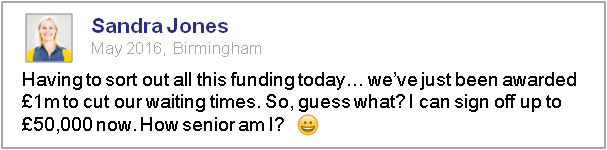 Sandra Jones
May 2016, Birmingham
Having to sort out all this funding today… we’ve just been awarded
£1m to cut our waiting times. So, guess what? I can sign off up to
£50,000 now. How senior am I? 😀